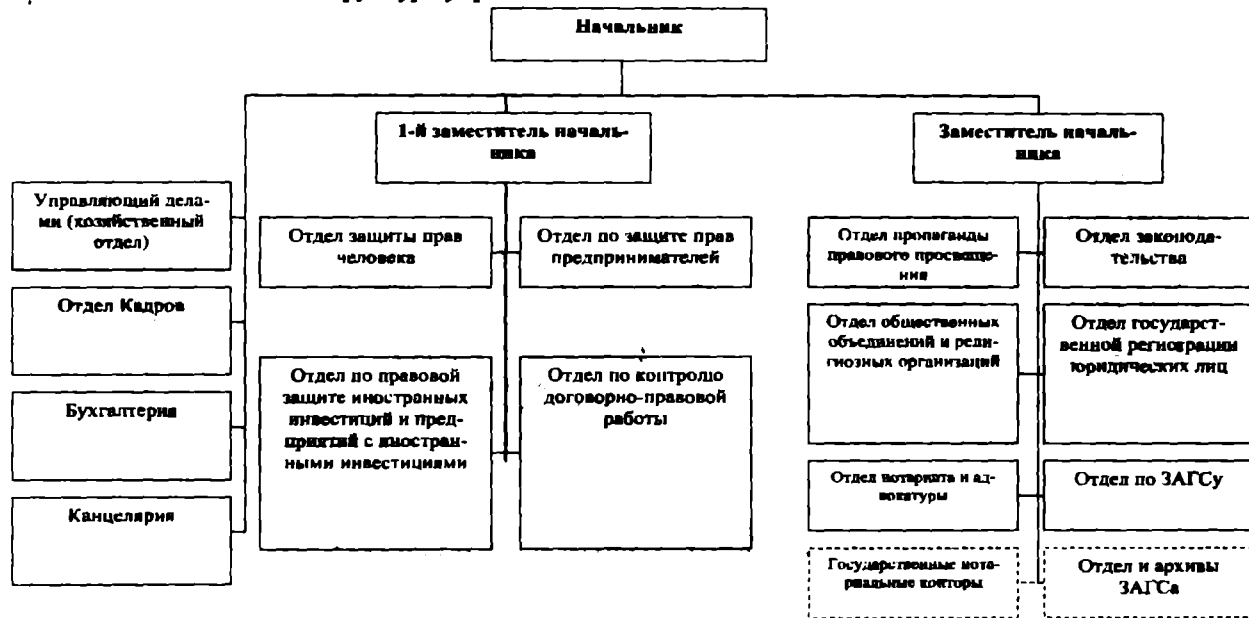 Начальник
1-й заместитель началь-
ника
Заместитель началь-
ника
Управляющий дела-
ми (хозяйственный
отдел)
Отдел Кадров
Бухгалтерия
Канцелярия
Отдел защиты прав
человека
Отдел по защите прав
предпринимателей
Отдел по правовой
защите иностранных
инвестиций и пред-
приятий с иностран-
ными инвестициями
Отдел по контролю
договорно-правовой
работы
Отдел пропаганды
правового просвеще-
ния
Отдел законода-
тельства
Отдел общественных
объединений и рели-
гиозных организаций
Отдел государст-
венной регистрации
юридических лиц
Отдел нотариата и ад-
вокатуры
Отдел по ЗАГСу
Государственные нота-
риальные конторы
Отдел и архивы
ЗАГСа